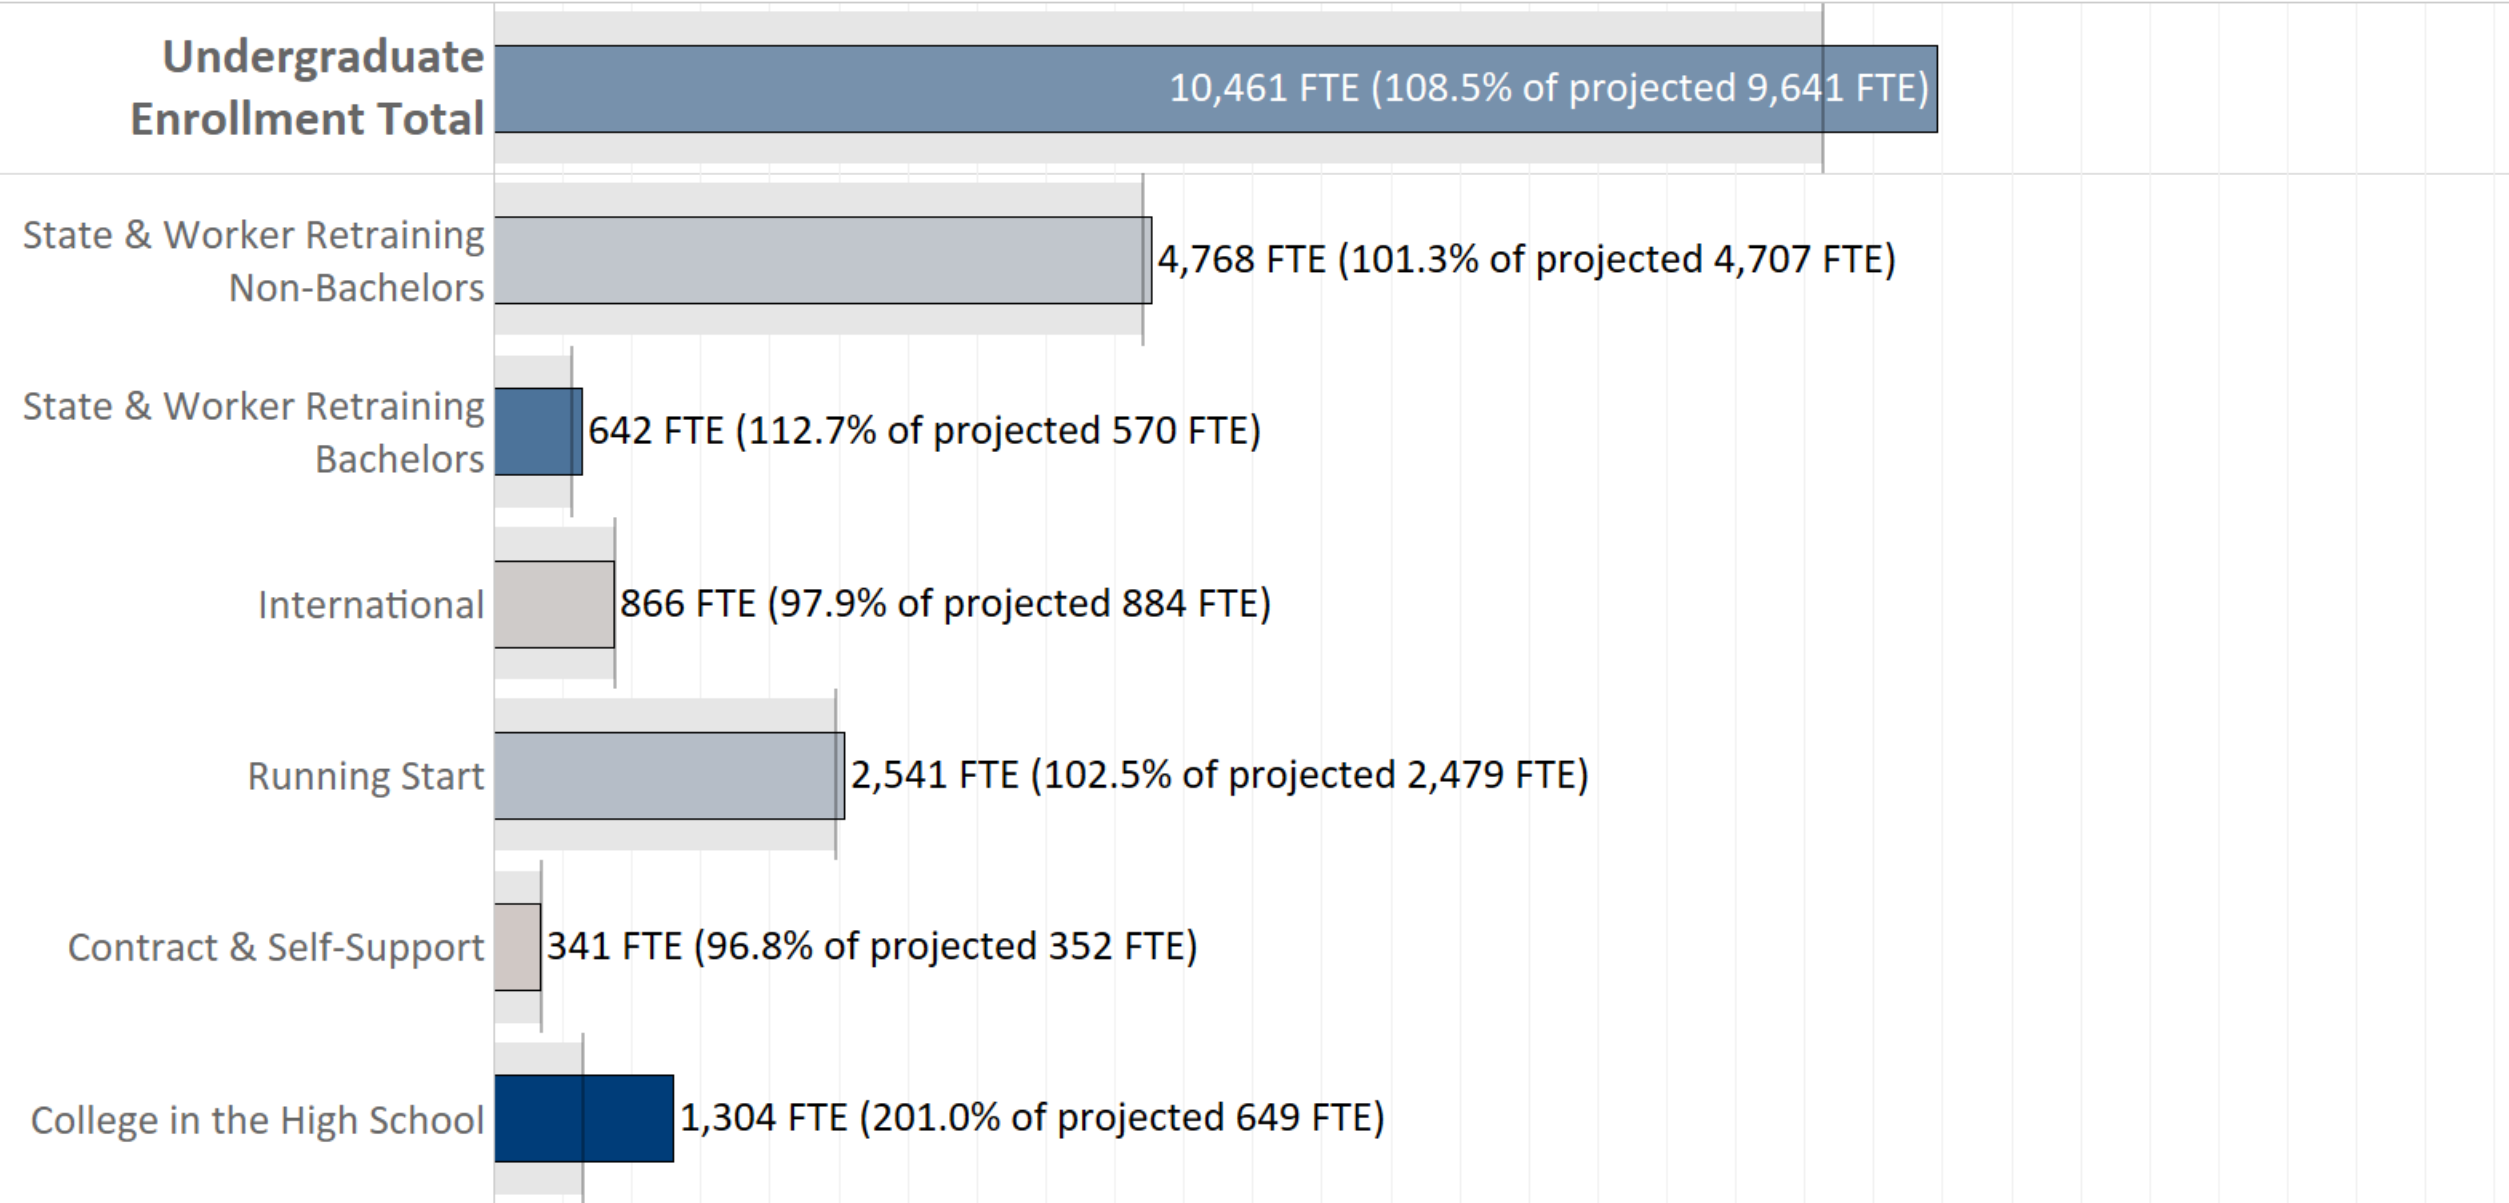 Undergraduate
Enrollment Total
10,461 FTE (108.5% of projected 9,641 FTE)
State & Worker Retraining
Non-Bachelors
4,768 FTE (101.3% of projected 4,707 FTE)
State & Worker Retraining
Bachelors
642 FTE (112.7% of projected 570 FTE)
International
866 FTE (97.9% of projected 884 FTE)
Running Start
2,541 FTE (102.5% of projected 2,479 FTE)
Contract & Self-Support
341 FTE (96.8% of projected 352 FTE)
College in the High School
1,304 FTE (201.0% of projected 649 FTE)